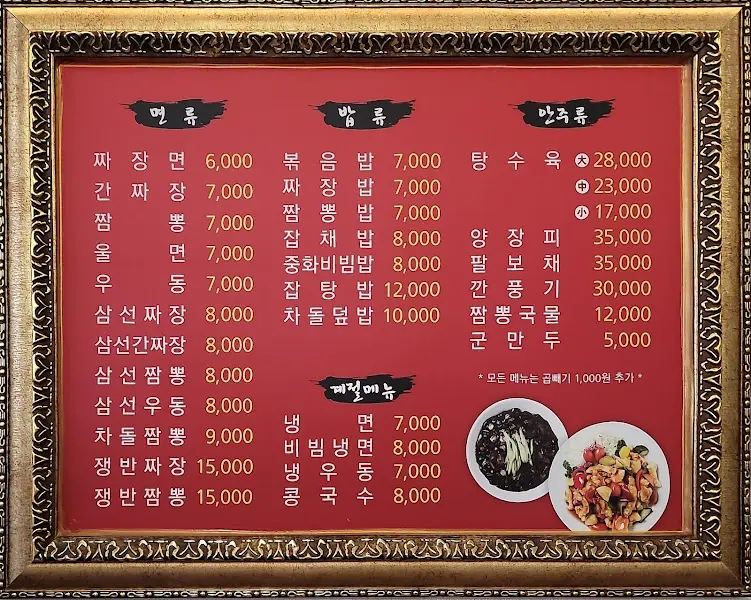 면류
짜장면 6,000
간짜장 7,000
짬뽕 7,000
울면 7,000
우동 7,000
삼선짜장 8,000
삼선간짜장 8,000
삼선짬뽕 8,000
삼선우동 8,000
차돌짬뽕 9,000
쟁반짜장 15,000
쟁반짬뽕 15,000
밥류
볶음밥 7,000
짜장밥 7,000
짬뽕밥 7,000
잡채밥 8,000
중화비빔밥 8,000
잡탕밥 12,000
차돌덮밥 10,000
계절메뉴
냉면 7,000
비빔냉면 8,000
냉우동 7,000
콩국수 8,000
안주류
탕수육 大 28,000
中 23,000
小 17,000
양장피 35,000
팔보채 35,000
깐풍기 30,000
짬뽕국물 12,000
군만두 5,000
* 모든 메뉴는 곱빼기 1,000원 추가 *